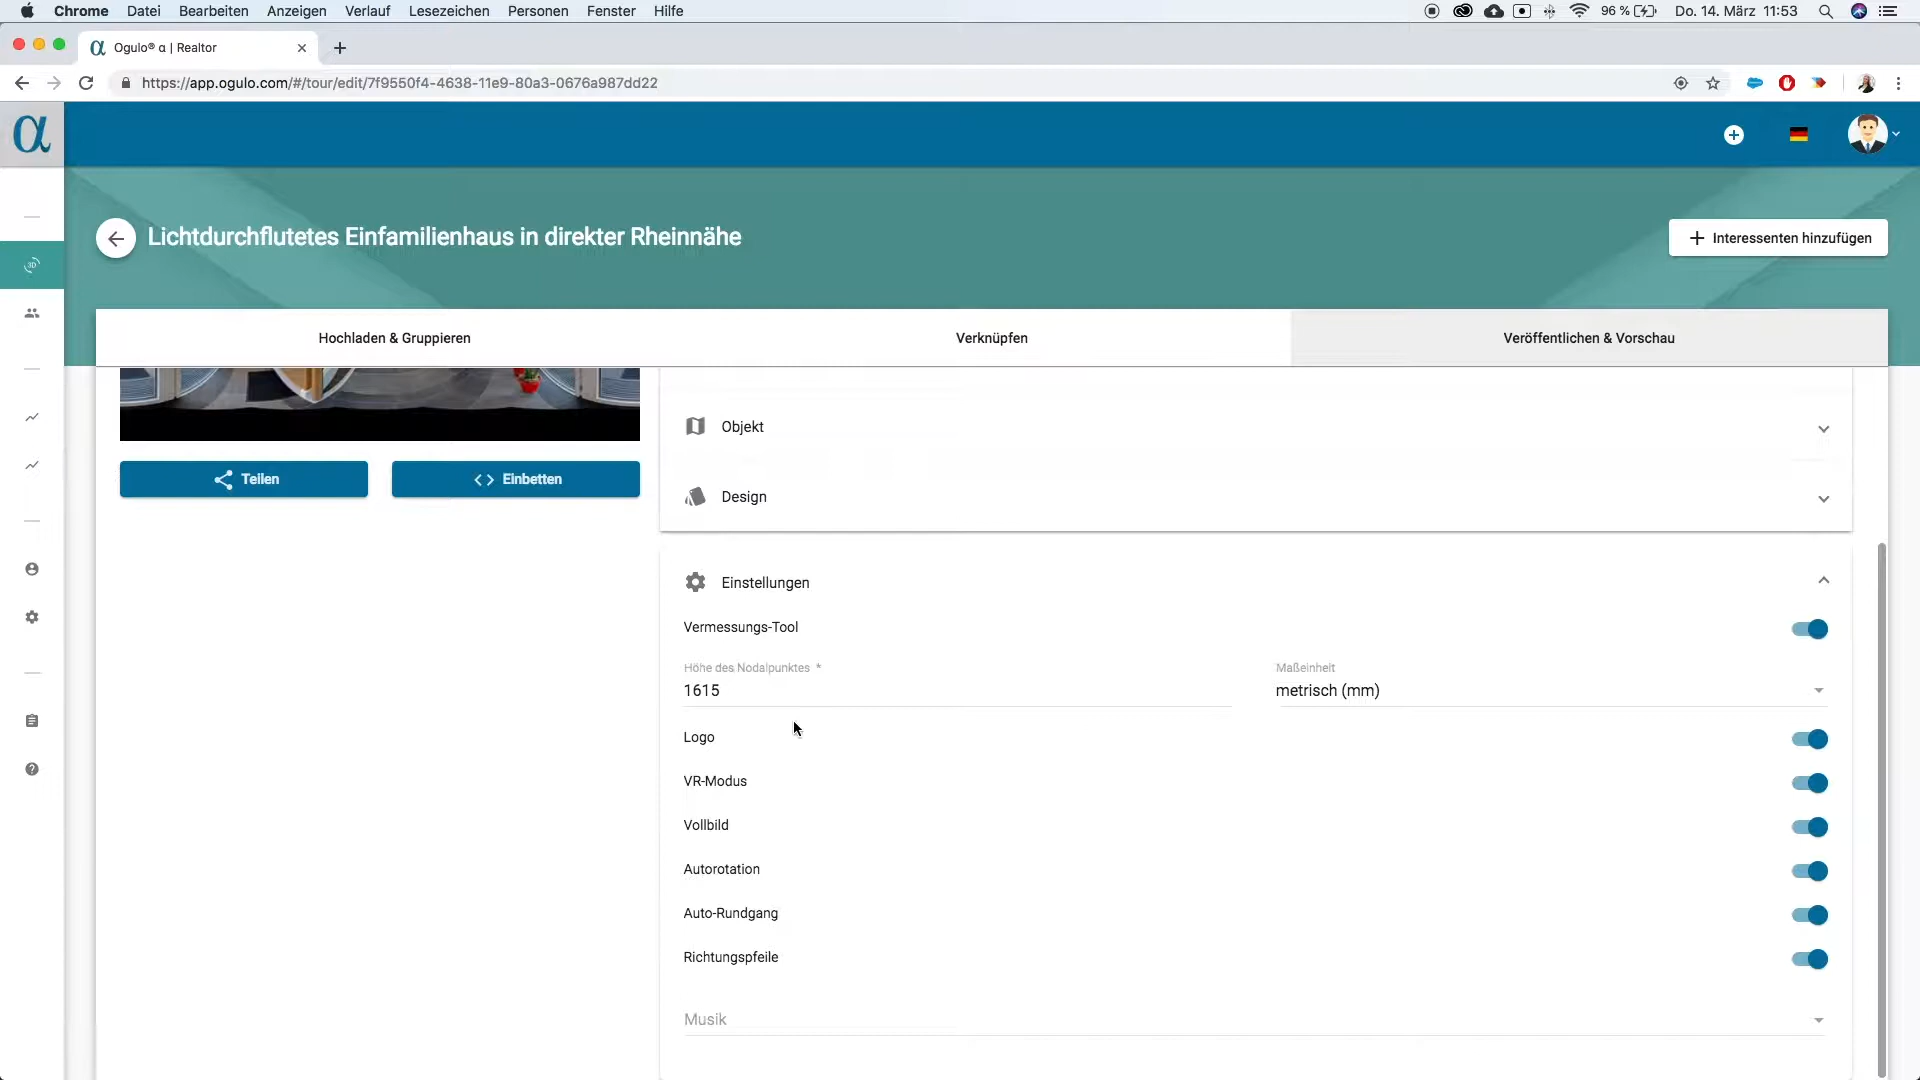 Chrome Datei Bearbeiten Anzeigen Verlauf Lesezeichen Personen Fenster Hilfe 96 % Do. 14. März 11:53
Ogulo® α | Realtor
https://app.ogulo.com/#/tour/edit/7f9550f4-4638-11e9-80a3-0676a987dd22
α
Lichtdurchflutetes Einfamilienhaus in direkter Rheinnähe
Interessenten hinzufügen
Hochladen & Gruppieren Verknüpfen Veröffentlichen & Vorschau
3D
Objekt
Teilen Einbetten
Design
Einstellungen
Vermessungs-Tool
Höhe des Nodalpunktes * Maßeinheit
1615 metrisch (mm)
Logo
VR-Modus
Vollbild
Autorotation
Auto-Rundgang
Richtungspfeile
Musik